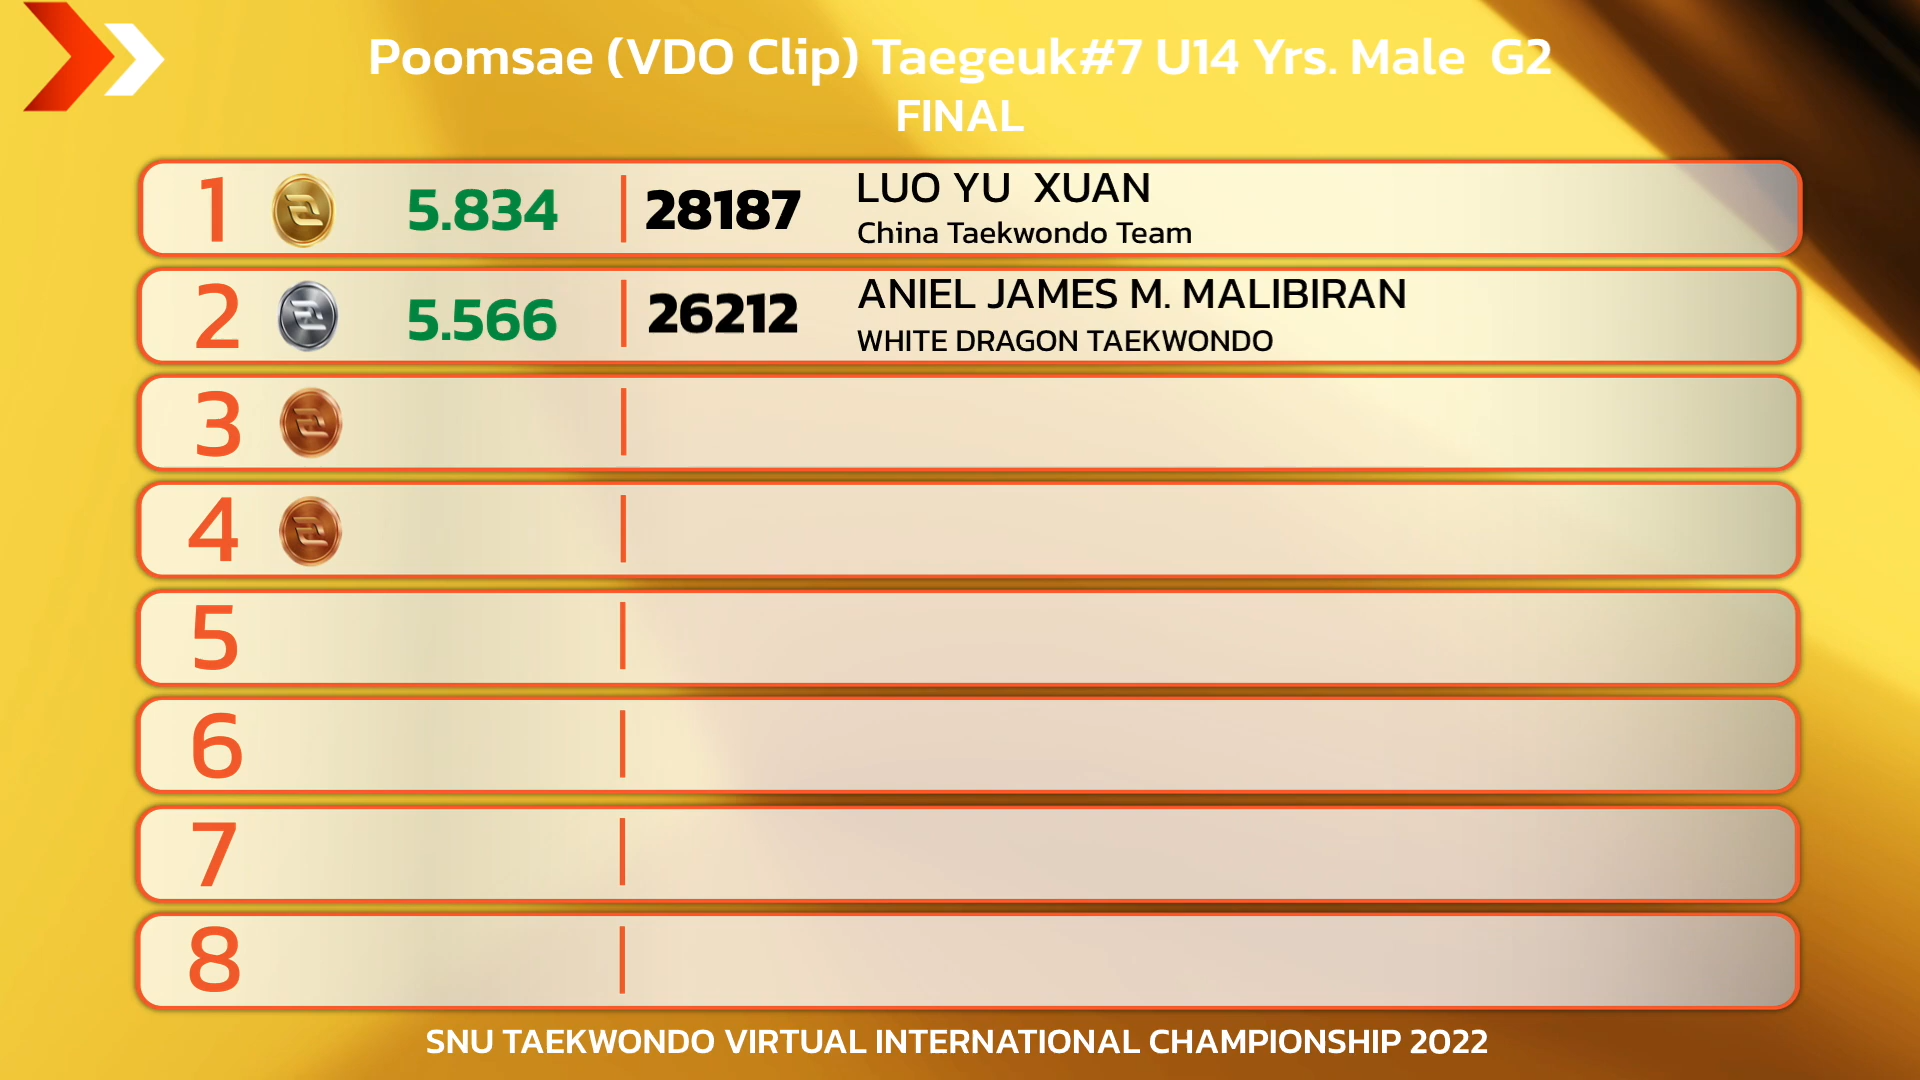 Poomsae (VDO Clip) Taegeuk#7 U14 Yrs. Male  G2
FINAL
1 5.834 28187 LUO YU  XUAN
China Taekwondo Team
2 5.566 26212 ANIEL JAMES M. MALIBIRAN
WHITE DRAGON TAEKWONDO
3
4
5
6
7
8
SNU TAEKWONDO VIRTUAL INTERNATIONAL CHAMPIONSHIP 2022